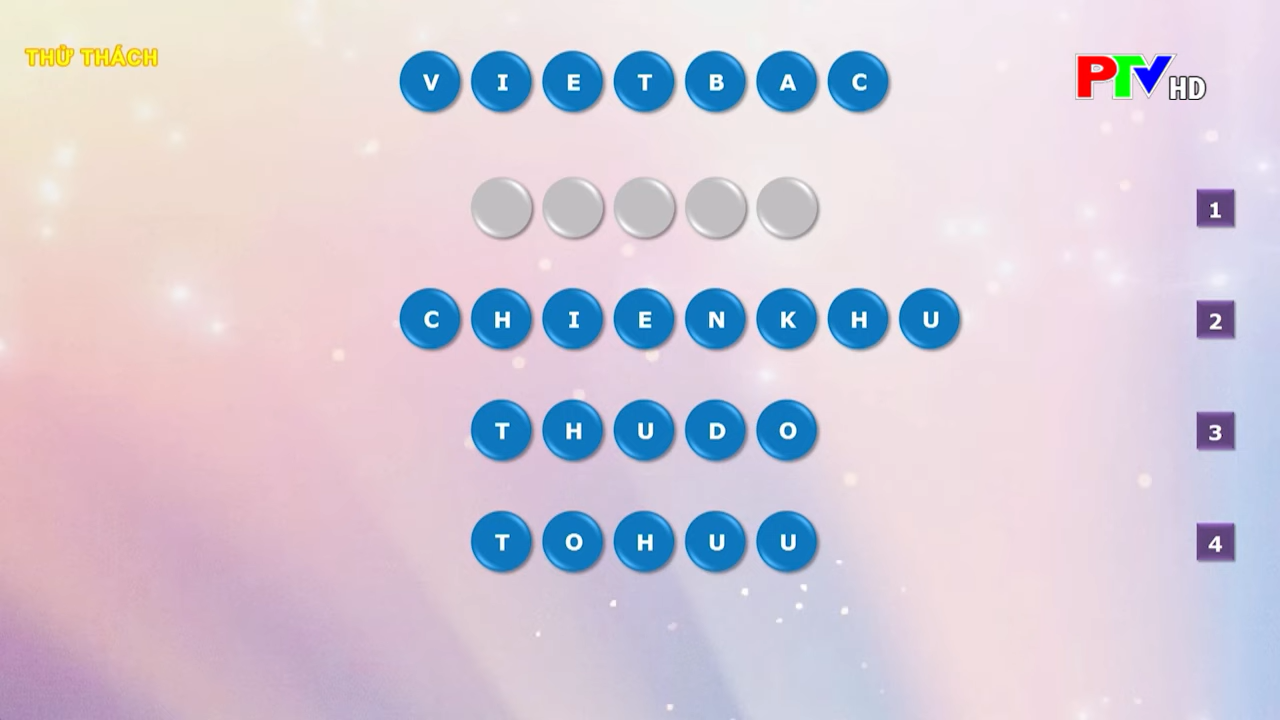 THỬ THÁCH
VIETBAC
PTV HD
1
CHIENKHU
2
THUDO
3
TOHUU
4